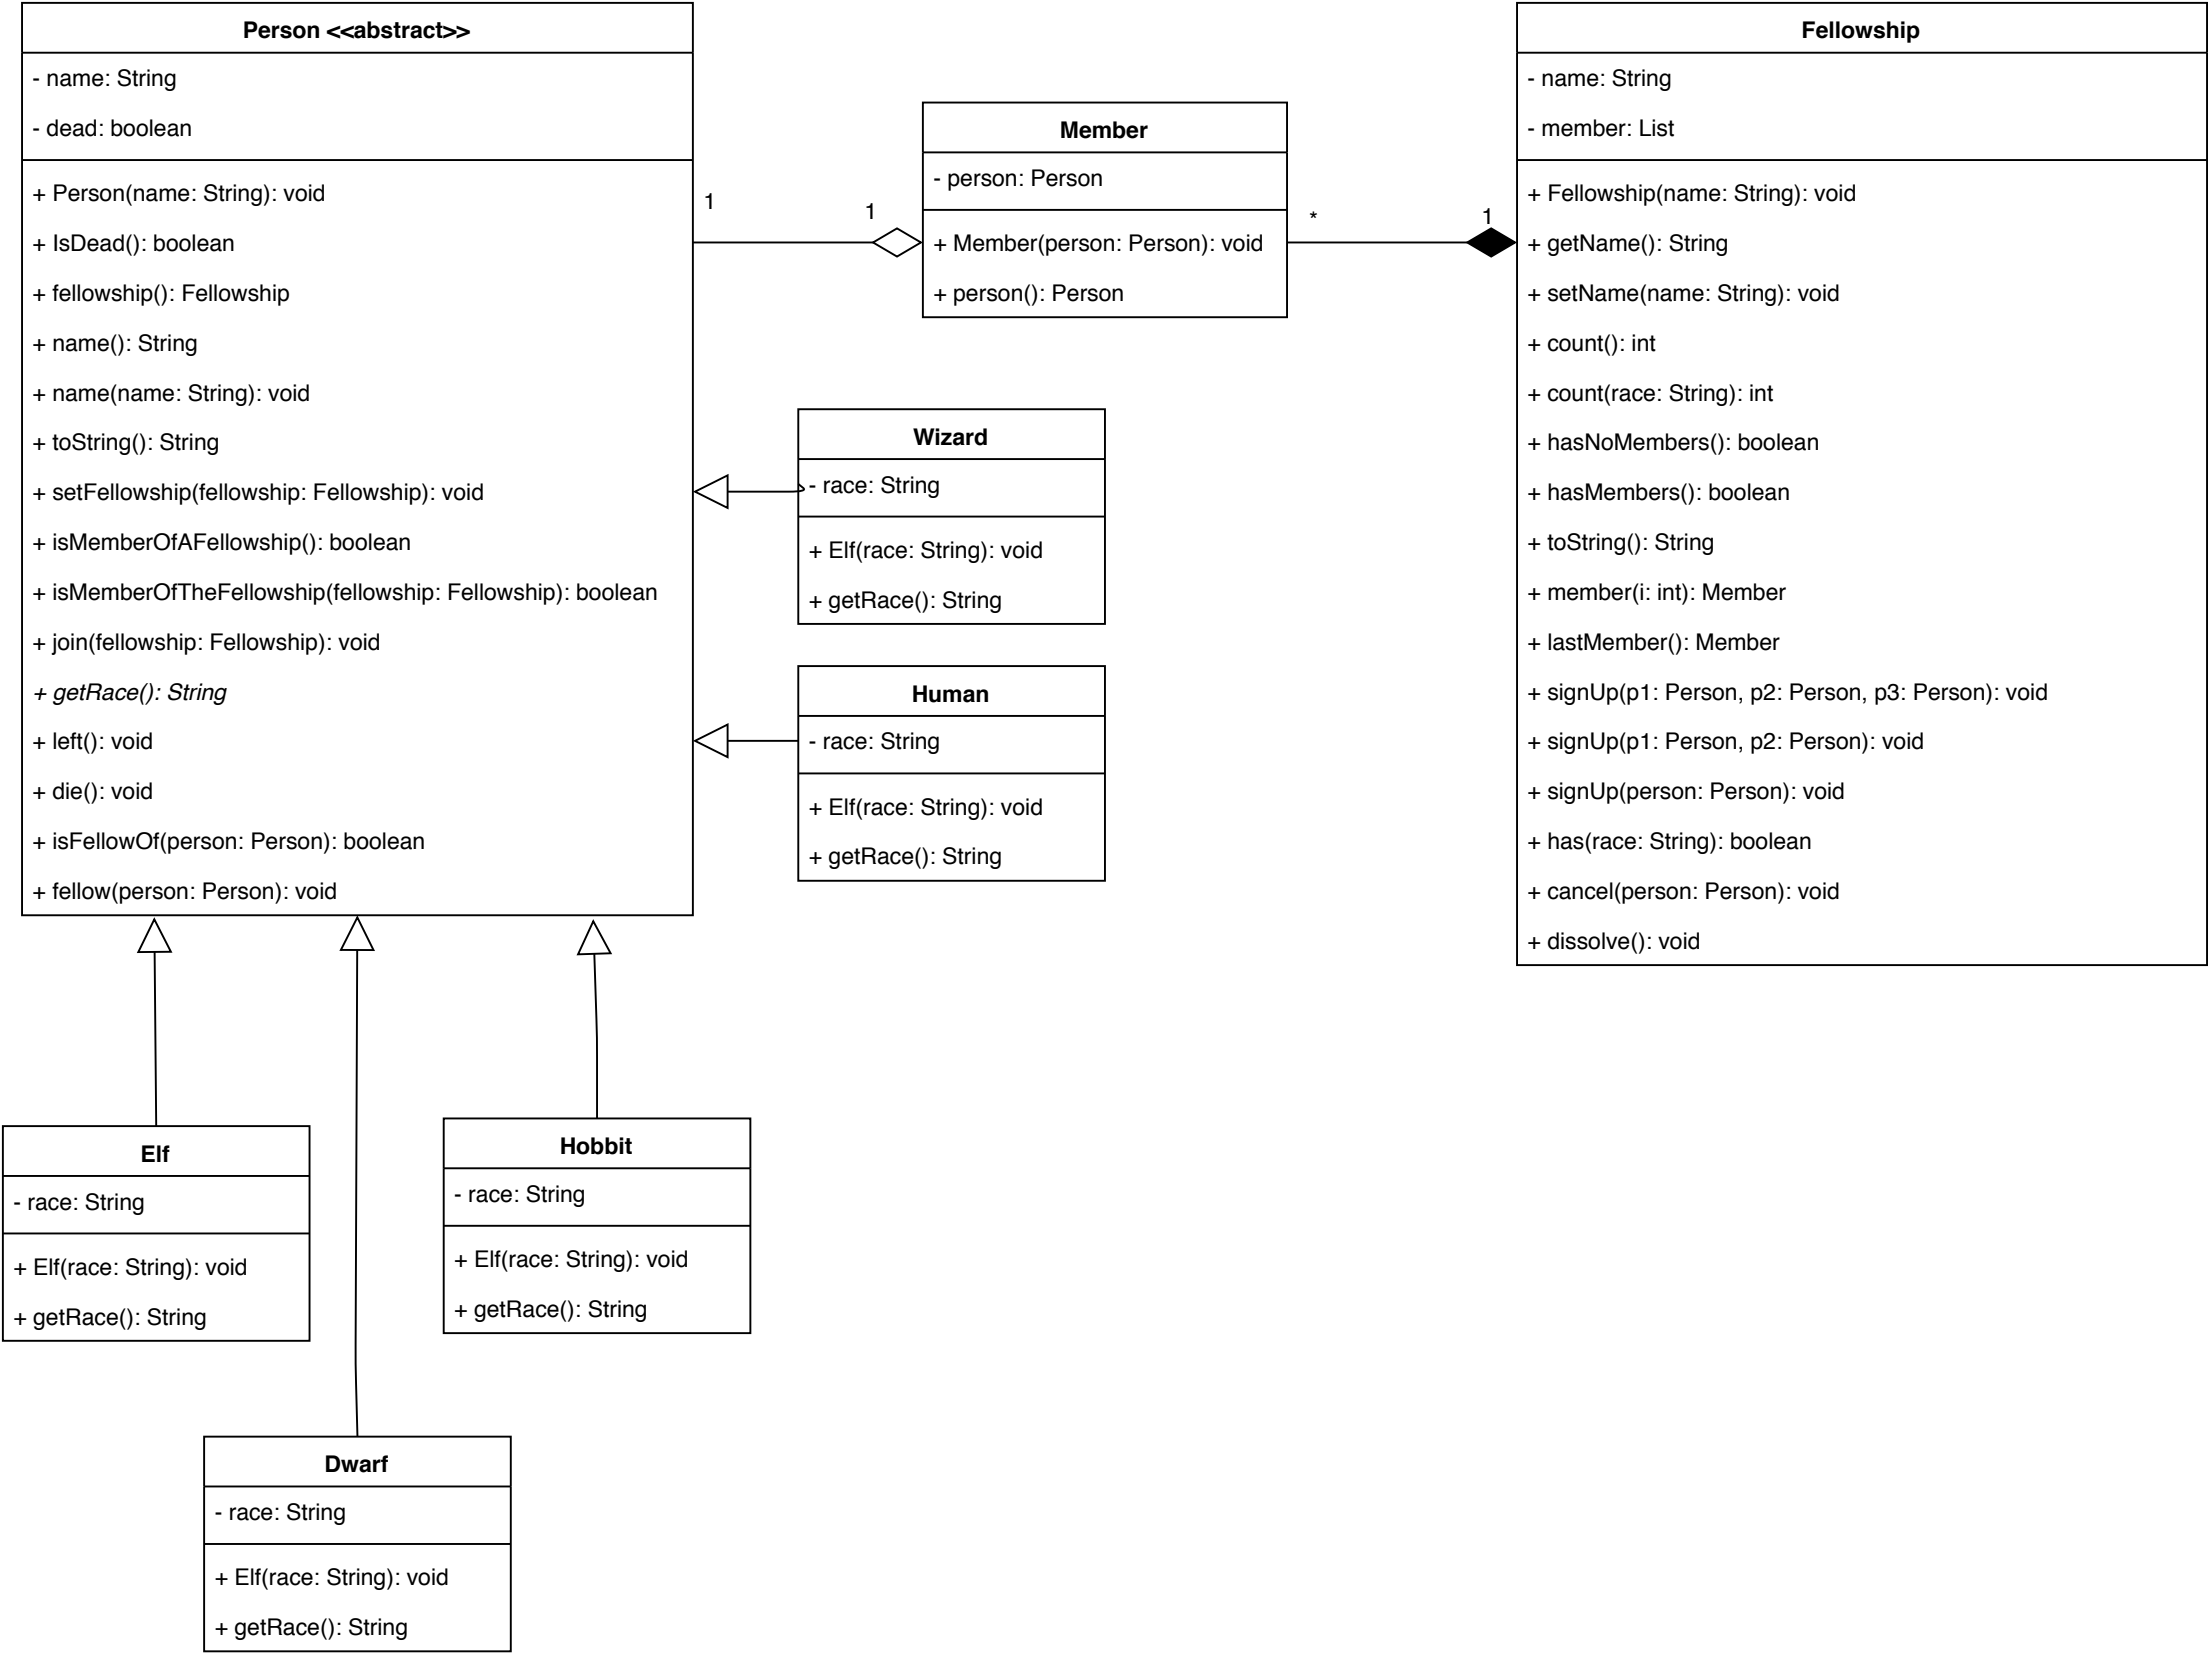 Person <<abstract>>
- name: String
- dead: boolean
+ Person(name: String): void
+ IsDead(): boolean
+ fellowship(): Fellowship
+ name(): String
+ name(name: String): void
+ toString(): String
+ setFellowship(fellowship: Fellowship): void
+ isMemberOfAFellowship(): boolean
+ isMemberOfTheFellowship(fellowship: Fellowship): boolean
+ join(fellowship: Fellowship): void
+ getRace(): String
+ left(): void
+ die(): void
+ isFellowOf(person: Person): boolean
+ fellow(person: Person): void
1
1
Member
- person: Person
+ Member(person: Person): void
+ person(): Person
*
1
Fellowship
- name: String
- member: List
+ Fellowship(name: String): void
+ getName(): String
+ setName(name: String): void
+ count(): int
+ count(race: String): int
+ hasNoMembers(): boolean
+ hasMembers(): boolean
+ toString(): String
+ member(i: int): Member
+ lastMember(): Member
+ signUp(p1: Person, p2: Person, p3: Person): void
+ signUp(p1: Person, p2: Person): void
+ signUp(person: Person): void
+ has(race: String): boolean
+ cancel(person: Person): void
+ dissolve(): void
Wizard
- race: String
+ Elf(race: String): void
+ getRace(): String
Human
- race: String
+ Elf(race: String): void
+ getRace(): String
Elf
- race: String
+ Elf(race: String): void
+ getRace(): String
Hobbit
- race: String
+ Elf(race: String): void
+ getRace(): String
Dwarf
- race: String
+ Elf(race: String): void
+ getRace(): String